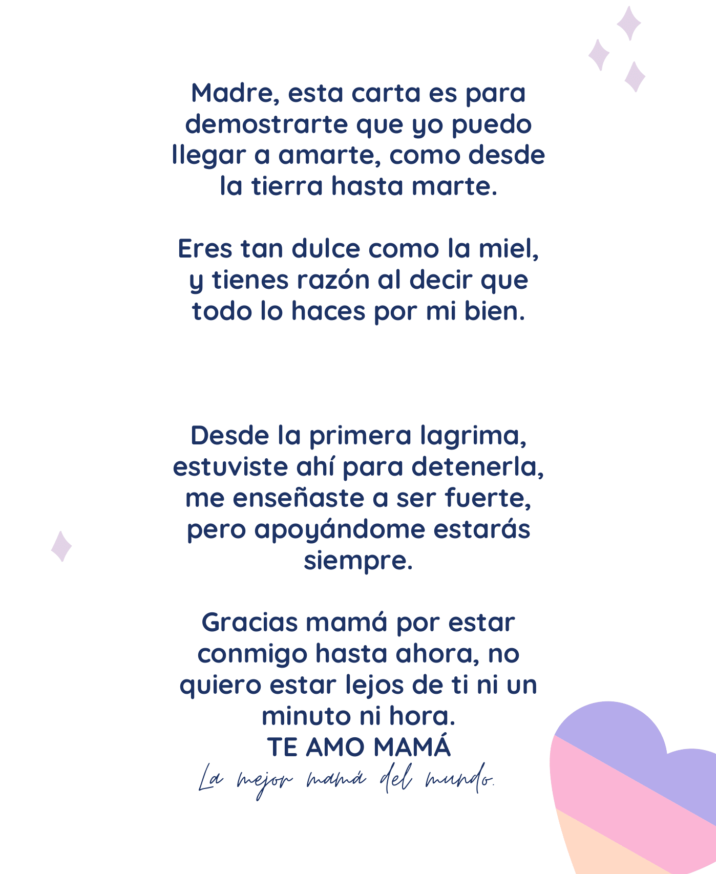 Madre, esta carta es para
demostrarte que yo puedo
llegar a amarte, como desde
la tierra hasta marte.
Eres tan dulce como la miel,
y tienes razón al decir que
todo lo haces por mi bien.
Desde la primera lagrima,
estuviste ahí para detenerla,
me enseñaste a ser fuerte,
pero apoyándome estarás
siempre.
Gracias mamá por estar
conmigo hasta ahora, no
quiero estar lejos de ti ni un
minuto ni hora.
TE AMO MAMÁ
La mejor mamá del mundo.